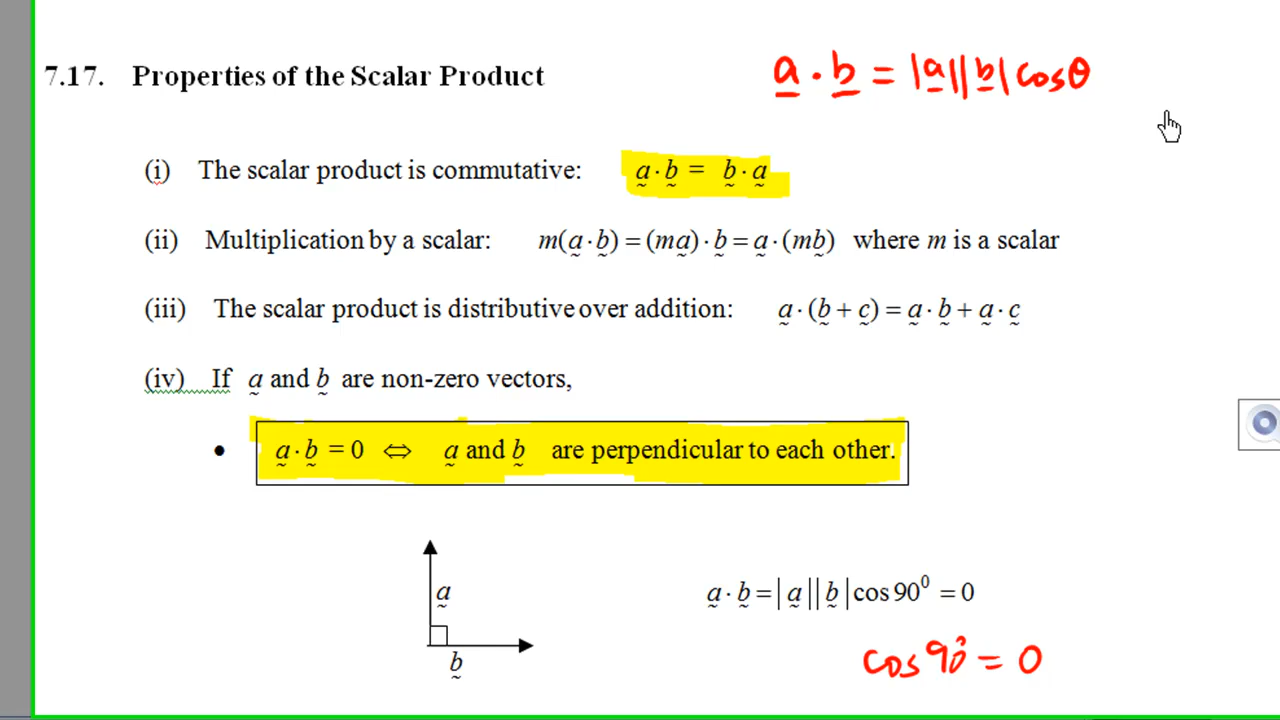 7.17. Properties of the Scalar Product
a · b = |a||b| cosθ
(i) The scalar product is commutative: a · b = b · a
(ii) Multiplication by a scalar: m(a · b) = (ma) · b = a · (mb) where m is a scalar
(iii) The scalar product is distributive over addition: a · (b + c) = a · b + a · c
(iv) If a and b are non-zero vectors,
• a · b = 0 ⇔ a and b are perpendicular to each other.
a
b
a · b = |a||b|cos 90⁰ = 0
cos 90° = 0